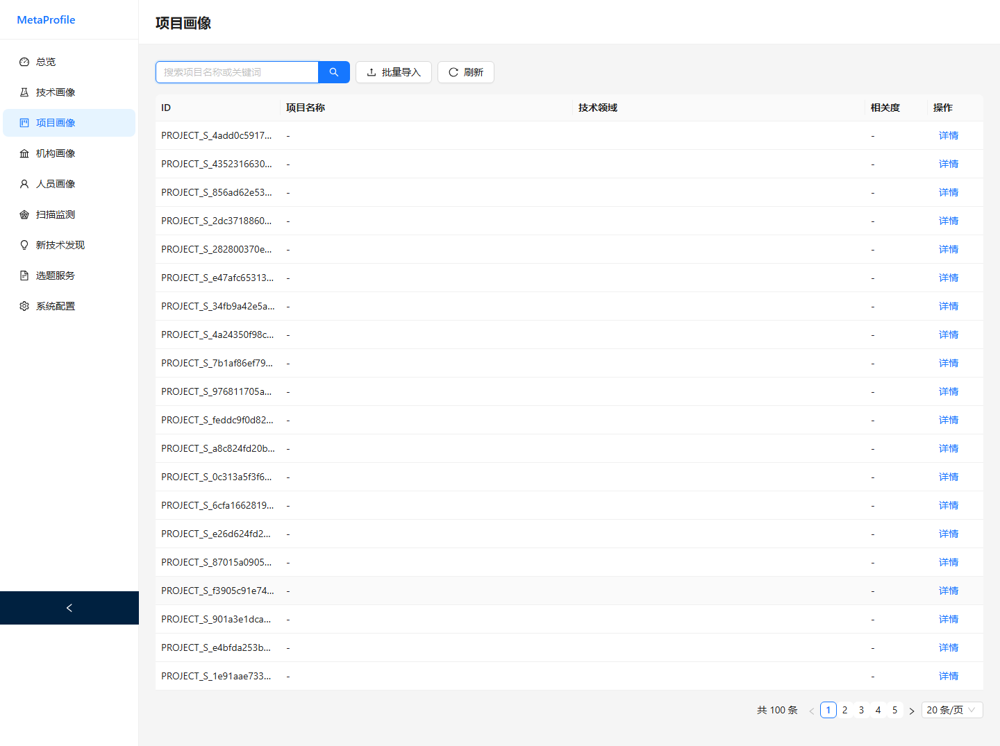 MetaProfile
总览
技术画像
项目画像
机构画像
人员画像
扫描监测
新技术发现
选题服务
系统配置
项目画像
搜索项目名称或关键词
批量导入
刷新
ID 项目名称 技术领域 相关度 操作
PROJECT_S_4add0c5917... - - 详情
PROJECT_S_4352316630... - - 详情
PROJECT_S_856ad62e53... - - 详情
PROJECT_S_2dc3718860... - - 详情
PROJECT_S_282800370e... - - 详情
PROJECT_S_e47afc65313... - - 详情
PROJECT_S_34fb9a42e5a... - - 详情
PROJECT_S_4a24350f98c... - - 详情
PROJECT_S_7b1af86ef79... - - 详情
PROJECT_S_976811705a... - - 详情
PROJECT_S_feddc9f0d82... - - 详情
PROJECT_S_a8c824fd20b... - - 详情
PROJECT_S_0c313a5f3f6... - - 详情
PROJECT_S_6cfa1662819... - - 详情
PROJECT_S_e26d624fd2... - - 详情
PROJECT_S_87015a0905... - - 详情
PROJECT_S_f3905c91e74... - - 详情
PROJECT_S_901a3e1dca... - - 详情
PROJECT_S_e4bfda253b... - - 详情
PROJECT_S_1e91aae733... - - 详情
共 100 条 1 2 3 4 5 20 条/页